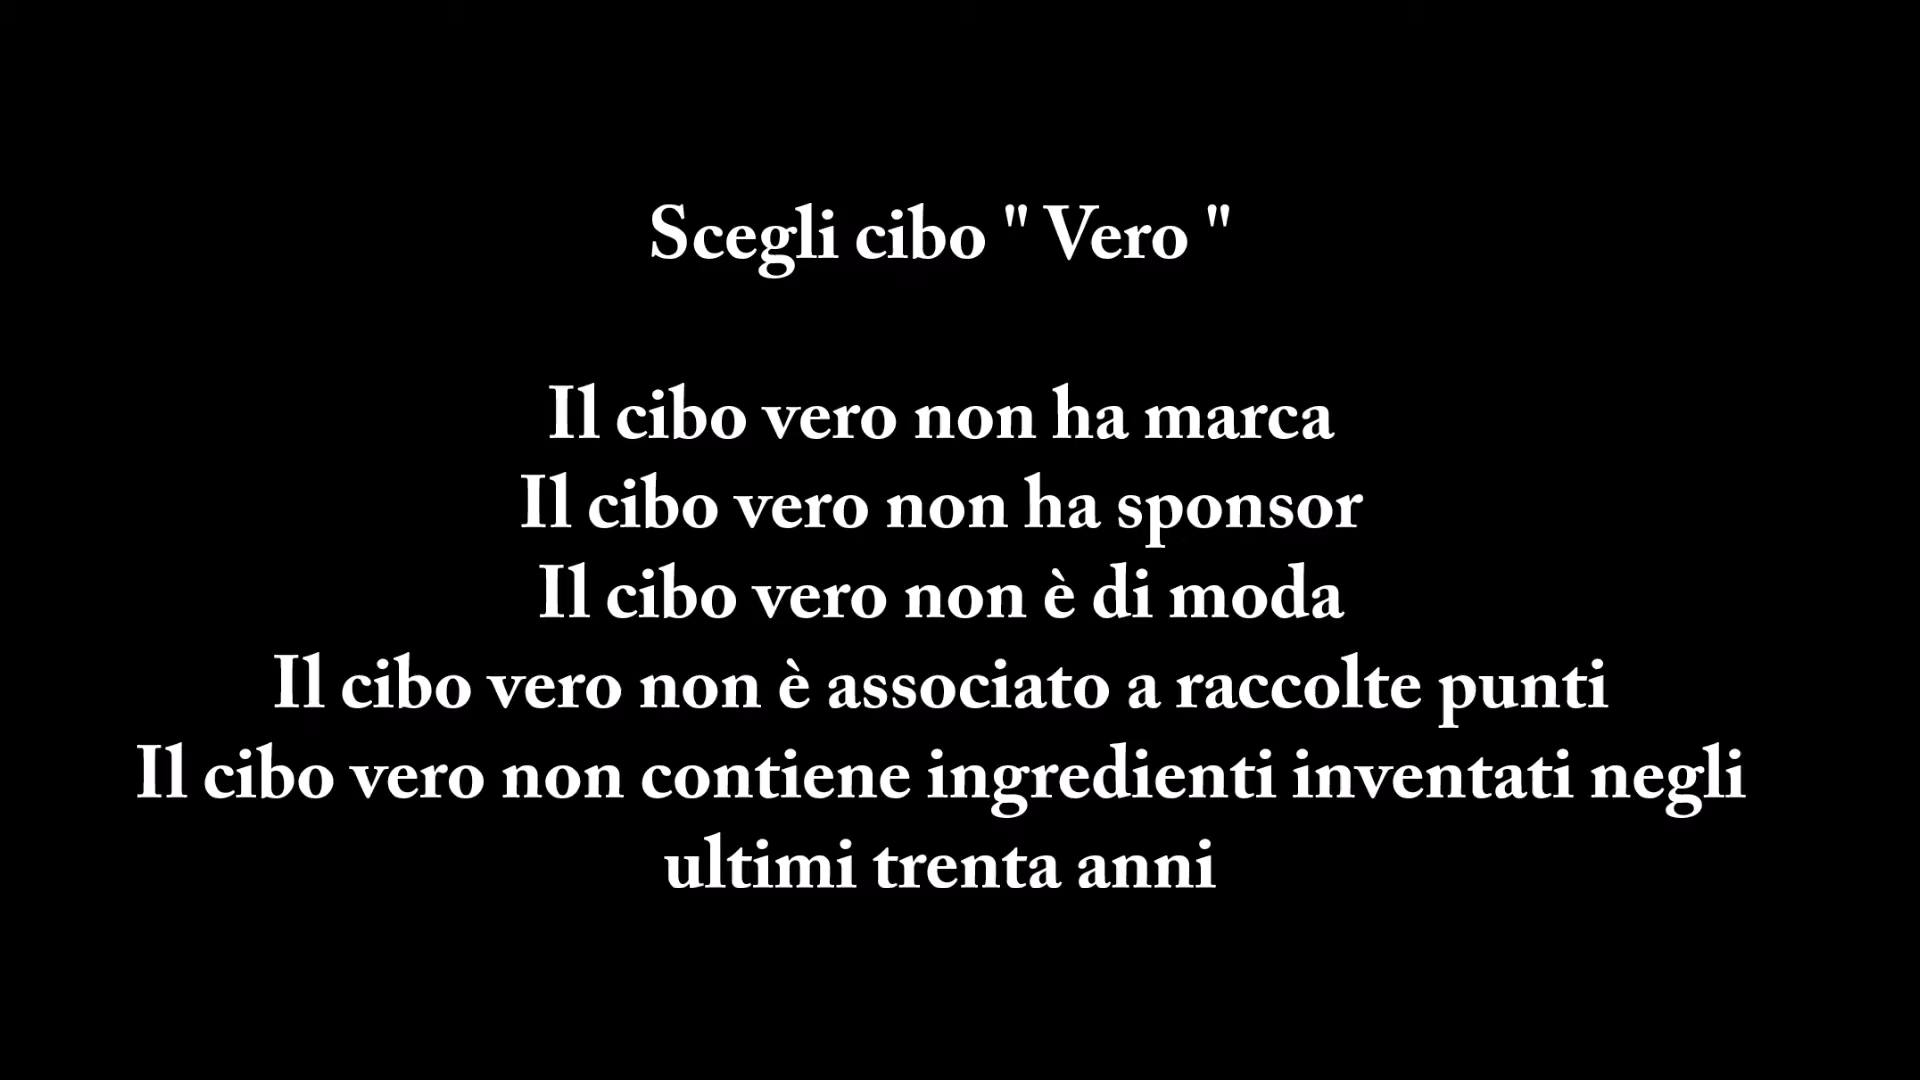 Scegli cibo " Vero "
Il cibo vero non ha marca
Il cibo vero non ha sponsor
Il cibo vero non è di moda
Il cibo vero non è associato a raccolte punti
Il cibo vero non contiene ingredienti inventati negli
ultimi trenta anni